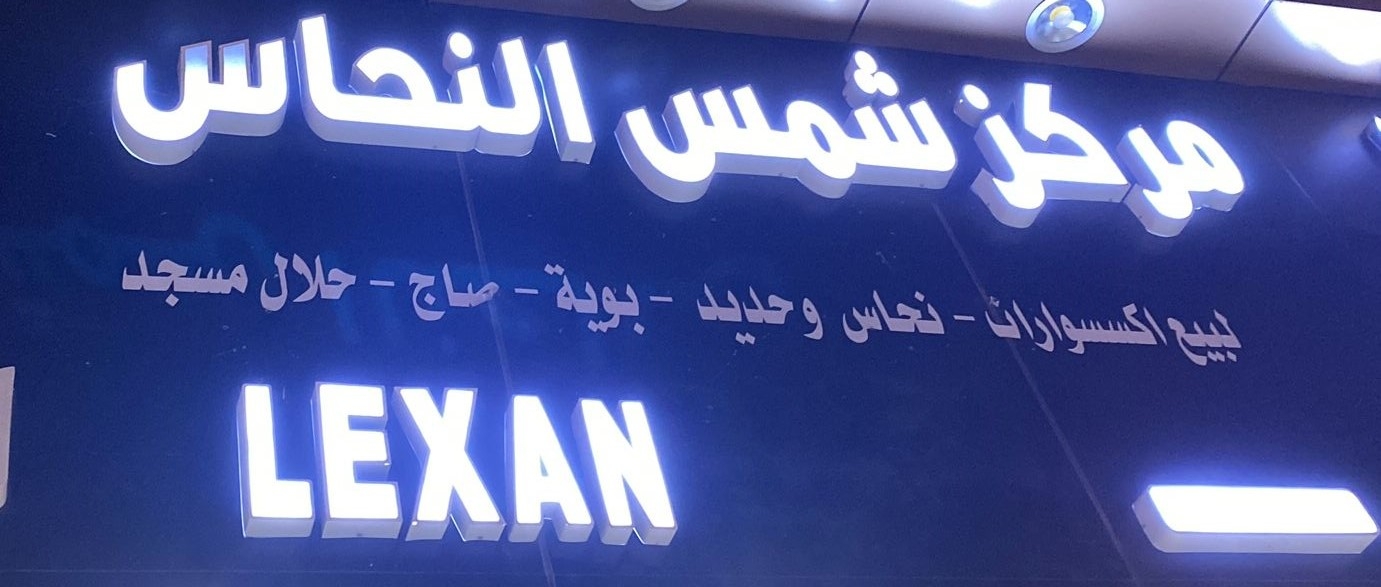 مركز شمس النحاس
لبيع اكسسوارات - نحاس وحديد - بوية - صاج - حلال مسجد
LEXAN